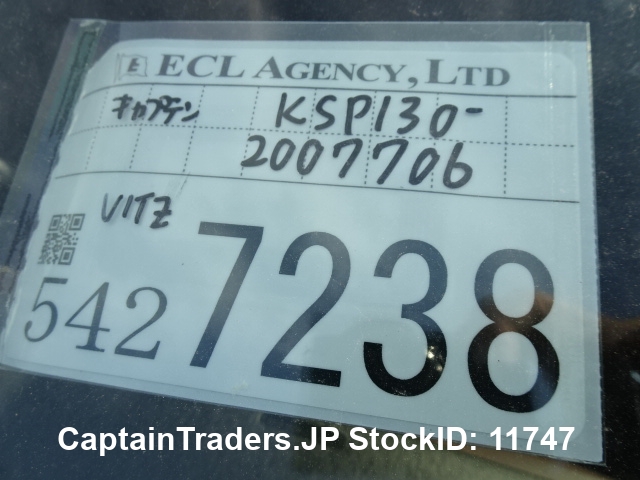 E ECL AGENCY, LTD
キャプテン KSP130-
2007706
VITZ
542 7238
CaptainTraders.JP StockID: 11747